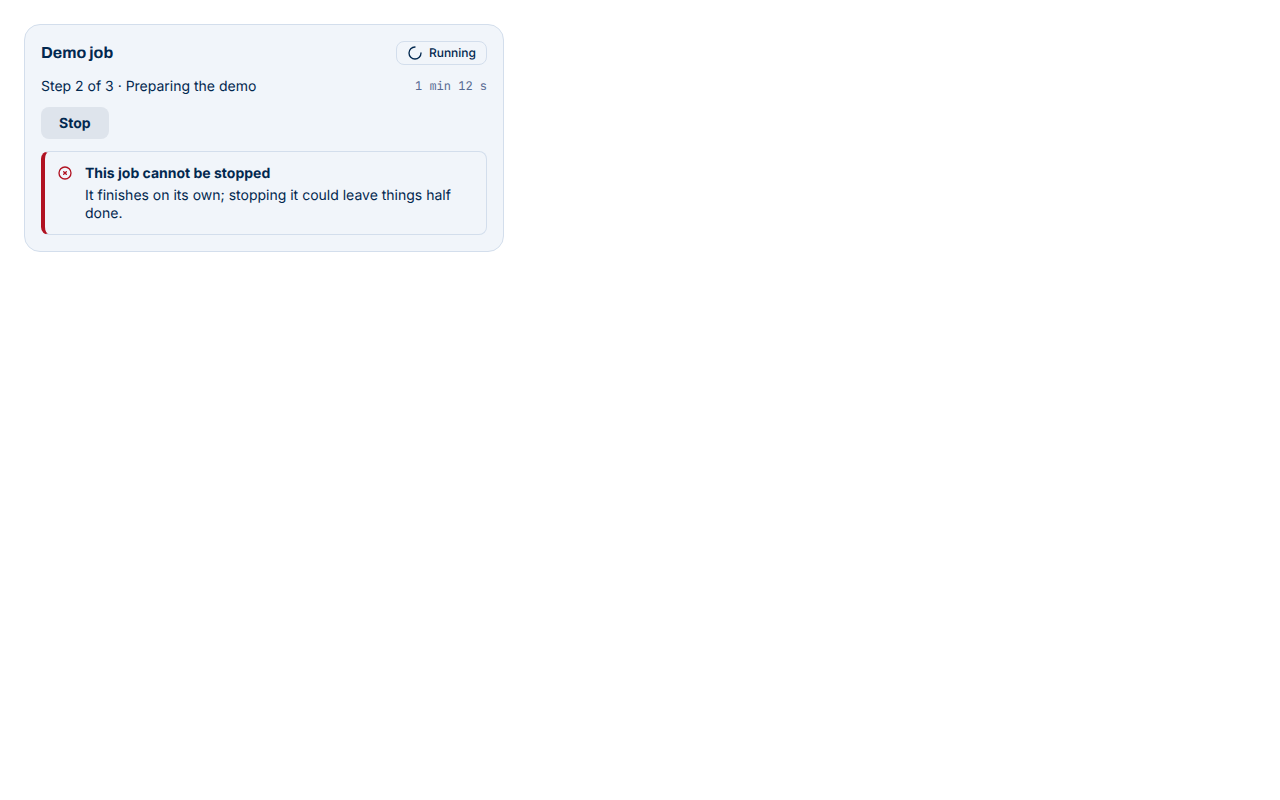 Demo job
Running
Step 2 of 3 · Preparing the demo
1 min 12 s
Stop
This job cannot be stopped
It finishes on its own; stopping it could leave things half
done.